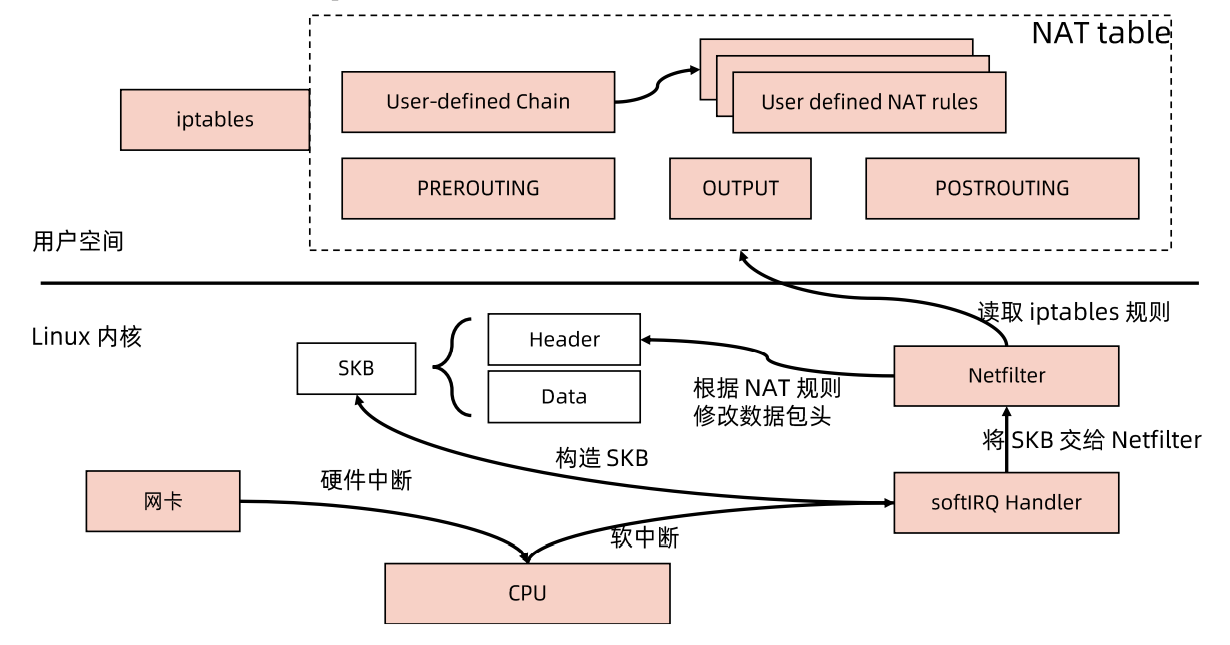 NAT table
User-defined Chain
User defined NAT rules
iptables
PREROUTING
OUTPUT
POSTROUTING
用户空间
Linux 内核
读取 iptables 规则
SKB
Header
Data
Netfilter
根据 NAT 规则
修改数据包头
将 SKB 交给 Netfilter
构造 SKB
硬件中断
网卡
softIRQ Handler
软中断
CPU